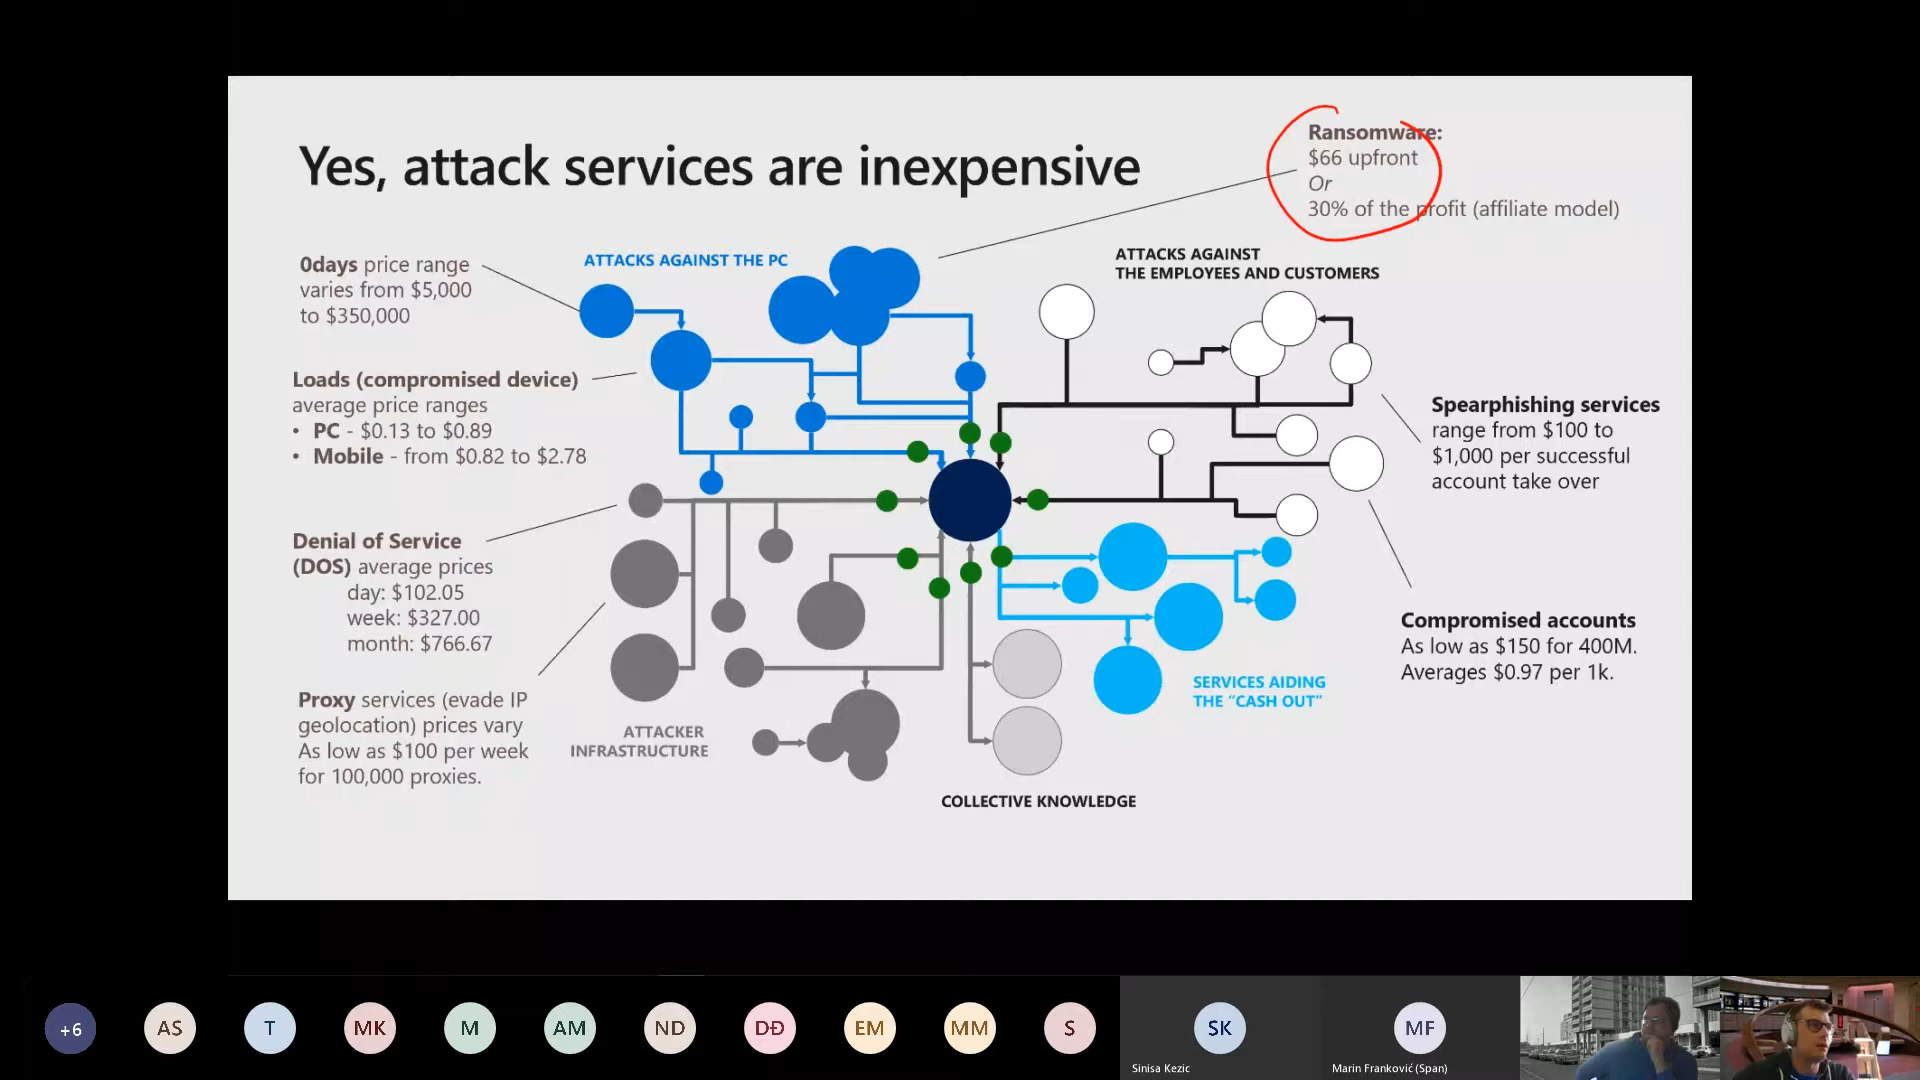 Yes, attack services are inexpensive
Ransomware:
$66 upfront
Or
30% of the profit (affiliate model)
0days price range
varies from $5,000
to $350,000
ATTACKS AGAINST THE PC
ATTACKS AGAINST
THE EMPLOYEES AND CUSTOMERS
Loads (compromised device)
average price ranges
• PC - $0.13 to $0.89
• Mobile - from $0.82 to $2.78
Spearphishing services
range from $100 to
$1,000 per successful
account take over
Denial of Service
(DOS) average prices
day: $102.05
week: $327.00
month: $766.67
Compromised accounts
As low as $150 for 400M.
Averages $0.97 per 1k.
Proxy services (evade IP
geolocation) prices vary
As low as $100 per week
for 100,000 proxies.
ATTACKER
INFRASTRUCTURE
SERVICES AIDING
THE “CASH OUT”
COLLECTIVE KNOWLEDGE
+6
AS
T
MK
M
AM
ND
DĐ
EM
MM
S
SK
MF
Sinisa Kezic
Marin Franković (Span)